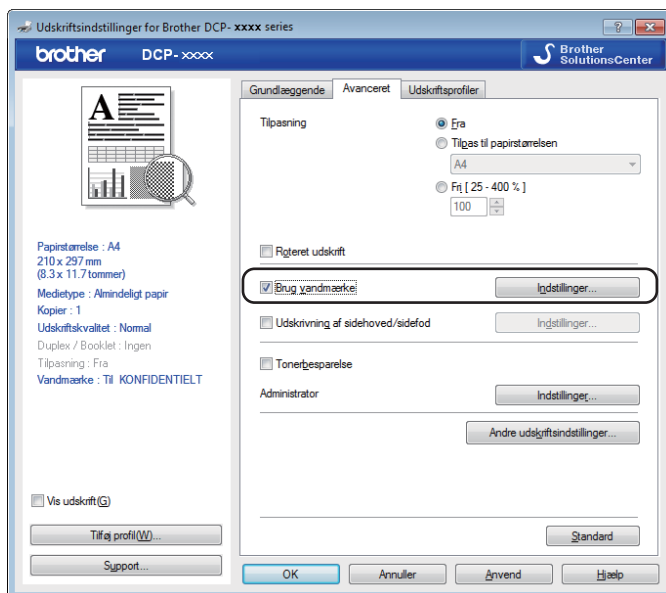 Udskriftsindstillinger for Brother DCP- xxxx series
brother DCP-xxxx
Brother
SolutionsCenter
Grundlæggende Avanceret Udskriftsprofiler
Tilpasning
Fra
Tilpas til papirstørrelsen
A4
Fri [ 25 - 400 % ]
100
Roteret udskrift
Brug vandmærke Indstillinger...
Udskrivning af sidehoved/sidefod Indstillinger...
Tonerbesparelse
Administrator Indstillinger...
Andre udskriftsindstillinger...
Standard
A
Papirstørrelse : A4
210 x 297 mm
(8.3 x 11.7 tommer)
Medietype : Almindeligt papir
Kopier : 1
Udskriftskvalitet : Normal
Duplex / Booklet : Ingen
Tilpasning : Fra
Vandmærke : Til KONFIDENTIELT
Vis udskrift(G)
Tilføj profil(W)...
Support...
OK Annuller Anvend Hjælp